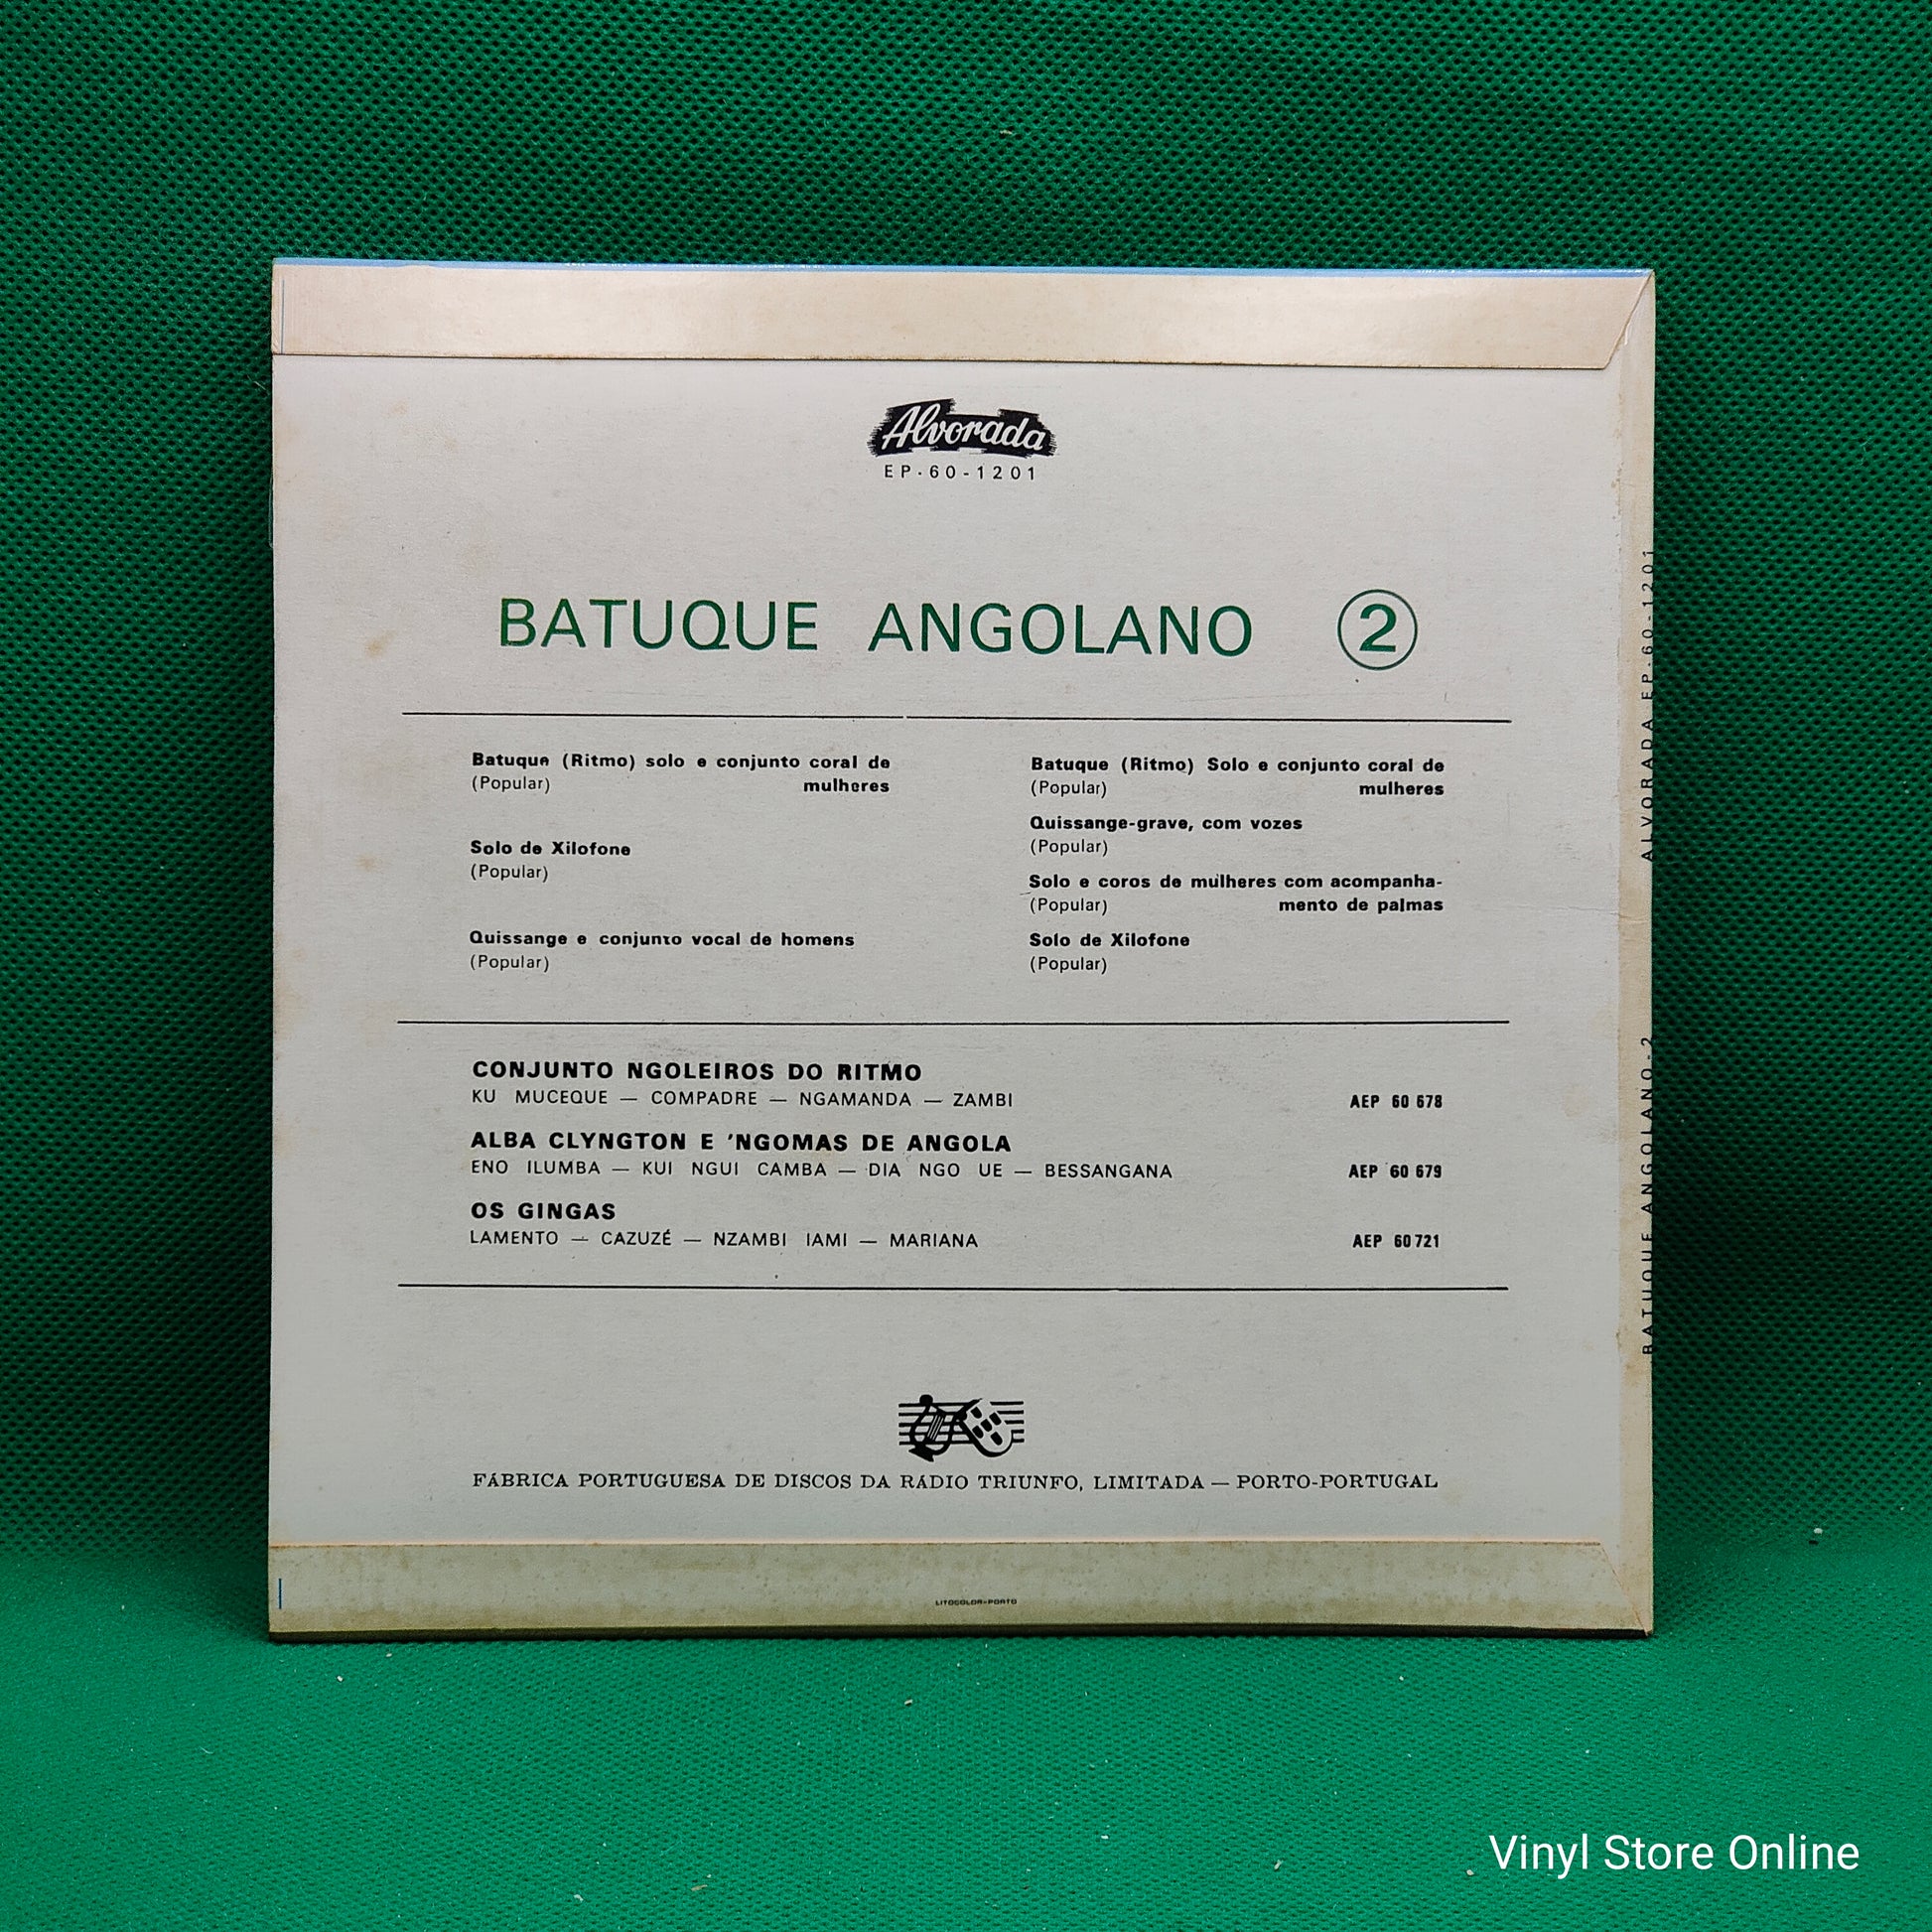 Alvorada
EP·60-1201
BATUQUE ANGOLANO 2
Batuque (Ritmo) solo e conjunto coral de
(Popular) mulheres
Solo de Xilofone
(Popular)
Quissange e conjunto vocal de homens
(Popular)
Batuque (Ritmo) Solo e conjunto coral de
(Popular) mulheres
Quissange-grave, com vozes
(Popular)
Solo e coros de mulheres com acompanha-
(Popular) mento de palmas
Solo de Xilofone
(Popular)
CONJUNTO NGOLEIROS DO RITMO
KU MUCEQUE — COMPADRE — NGAMANDA — ZAMBI AEP 60 678
ALBA CLYNGTON E 'NGOMAS DE ANGOLA
ENO ILUMBA — KUI NGUI CAMBA — DIA NGO UE — BESSANGANA AEP 60 679
OS GINGAS
LAMENTO — CAZUZÉ — NZAMBI IAMI — MARIANA AEP 60 721
FÁBRICA PORTUGUESA DE DISCOS DA RÁDIO TRIUNFO, LIMITADA — PORTO-PORTUGAL
LITOCOLOR-PORTO
BATUQUE ANGOLANO-2 ALVORADA EP-60-1201
Vinyl Store Online